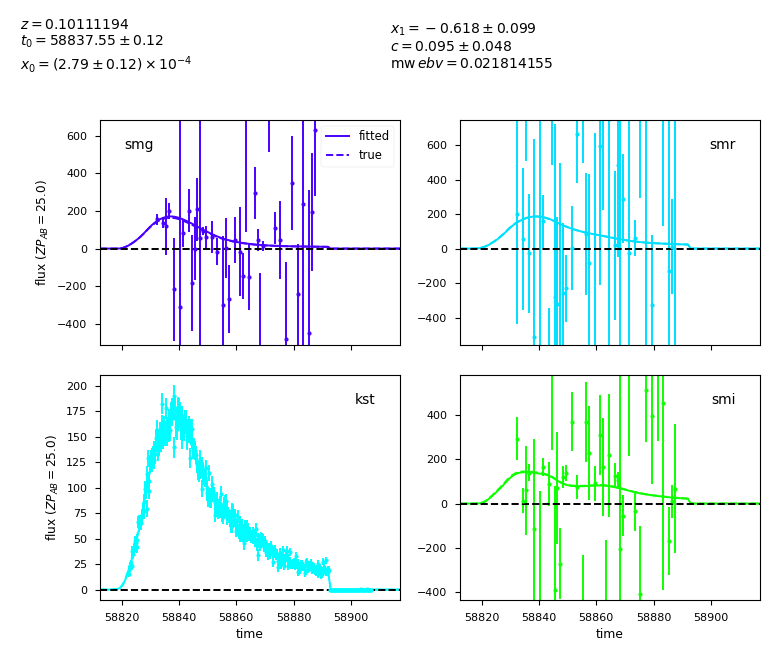 z = 0.10111194
t₀ = 58837.55 ± 0.12
x₀ = (2.79 ± 0.12) × 10⁻⁴
x₁ = −0.618 ± 0.099
c = 0.095 ± 0.048
mw ebv = 0.021814155
600
400
200
0
−200
−400
flux (ZP_AB = 25.0)
smg
fitted
true
600
400
200
0
−200
−400
smr
200
175
150
125
100
75
50
25
0
flux (ZP_AB = 25.0)
kst
58820 58840 58860 58880 58900
time
400
200
0
−200
−400
smi
58820 58840 58860 58880 58900
time